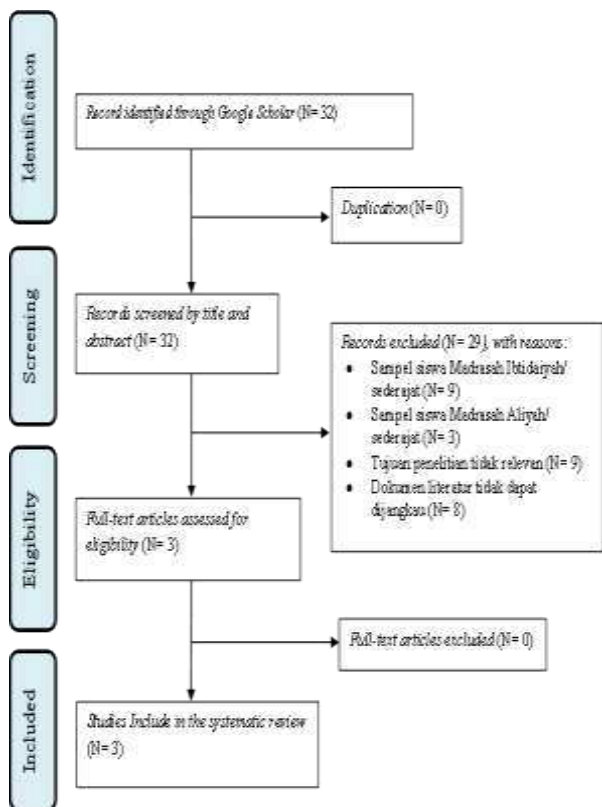 Identification
Record identified through Google Scholar (N= 32)
Duplication (N= 0)
Screening
Records screened by title and
abstract (N= 32)
Records excluded (N= 29), with reasons:
• Sampel siswa Madrasah Ibtidaiyah/
sederajat (N= 9)
• Sampel siswa Madrasah Aliyah/
sederajat (N= 3)
• Tujuan penelitian tidak relevan (N= 9)
• Dokumen literatur tidak dapat
dijangkau (N= 8)
Eligibility
Full-text articles assessed for
eligibility (N= 3)
Full-text articles excluded (N= 0)
Included
Studies Include in the systematic review
(N= 3)